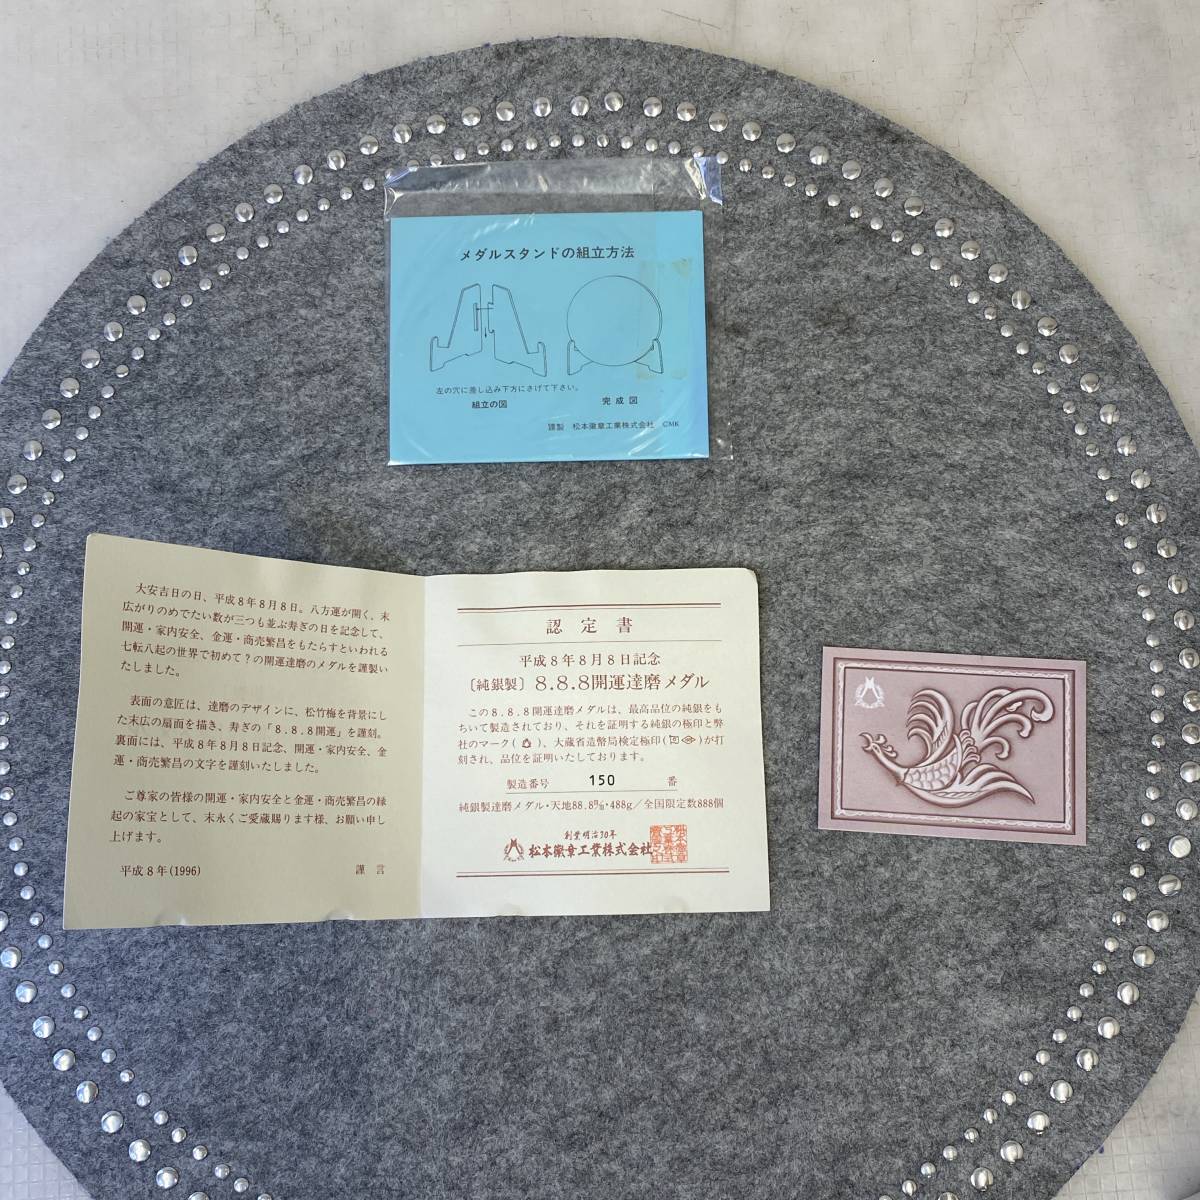 メダルスタンドの組立方法
左の穴に差し込み下方にさげて下さい。
組立の図
完成図
謹製 松本徽章工業株式会社 CMK
大安吉日の日、平成8年8月8日。八方運が開く、末
広がりのめでたい数が三つも並ぶ寿ぎの日を記念して、
開運・家内安全、金運・商売繁昌をもたらすといわれる
七転八起の世界で初めて?の開運達磨のメダルを謹製い
たしました。
表面の意匠は、達磨のデザインに、松竹梅を背景にし
た末広の扇面を描き、寿ぎの「8.8.8開運」を謹刻。
裏面には、平成8年8月8日記念、開運・家内安全、金
運・商売繁昌の文字を謹刻いたしました。
ご尊家の皆様の開運・家内安全と金運・商売繁昌の縁
起の家宝として、末永くご愛蔵賜ります様、お願い申し
上げます。
平成8年(1996) 謹言
認定書
平成8年8月8日記念
〔純銀製〕8.8.8開運達磨メダル
この8.8.8開運達磨メダルは、最高品位の純銀をも
ちいて製造されており、それを証明する純銀の極印と弊
社のマーク( )、大蔵省造幣局検定極印( )が打
刻され、品位を証明いたしております。
製造番号 150 番
純銀製達磨メダル・天地88.8㎜・488g/全国限定数888個
創業明治30年
松本徽章工業株式会社